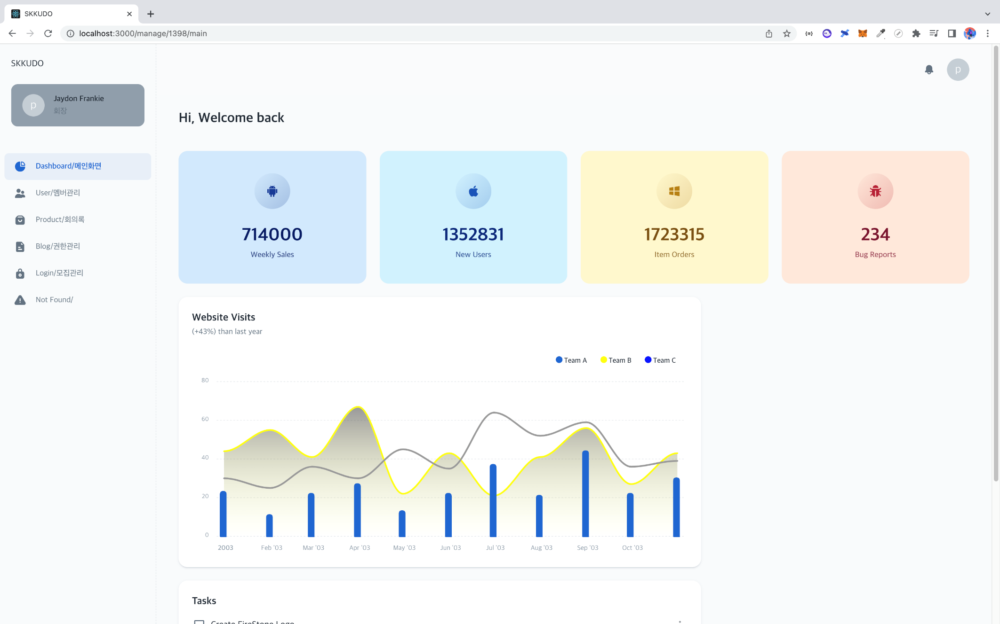 SKKUDO
localhost:3000/manage/1398/main
SKKUDO
p
Jaydon Frankie
회장
p
Dashboard/메인화면
User/멤버관리
Product/회의록
Blog/권한관리
Login/모집관리
Not Found/
Hi, Welcome back
714000
Weekly Sales
1352831
New Users
1723315
Item Orders
234
Bug Reports
Website Visits
(+43%) than last year
Team A
Team B
Team C
80
60
40
20
0
2003
Feb '03
Mar '03
Apr '03
May '03
Jun '03
Jul '03
Aug '03
Sep '03
Oct '03
Tasks
Create FireStone Logo